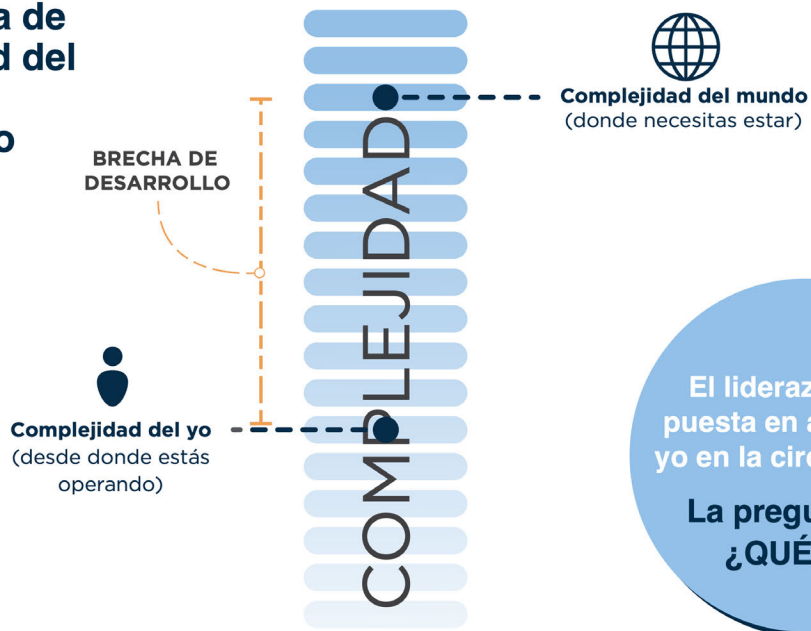 a de
d del
o
BRECHA DE
DESARROLLO
Complejidad del mundo
(donde necesitas estar)
COMPLEJIDAD
Complejidad del yo
(desde donde estás
operando)
El lideraz
puesta en a
yo en la circ
La pregu
¿QUÉ